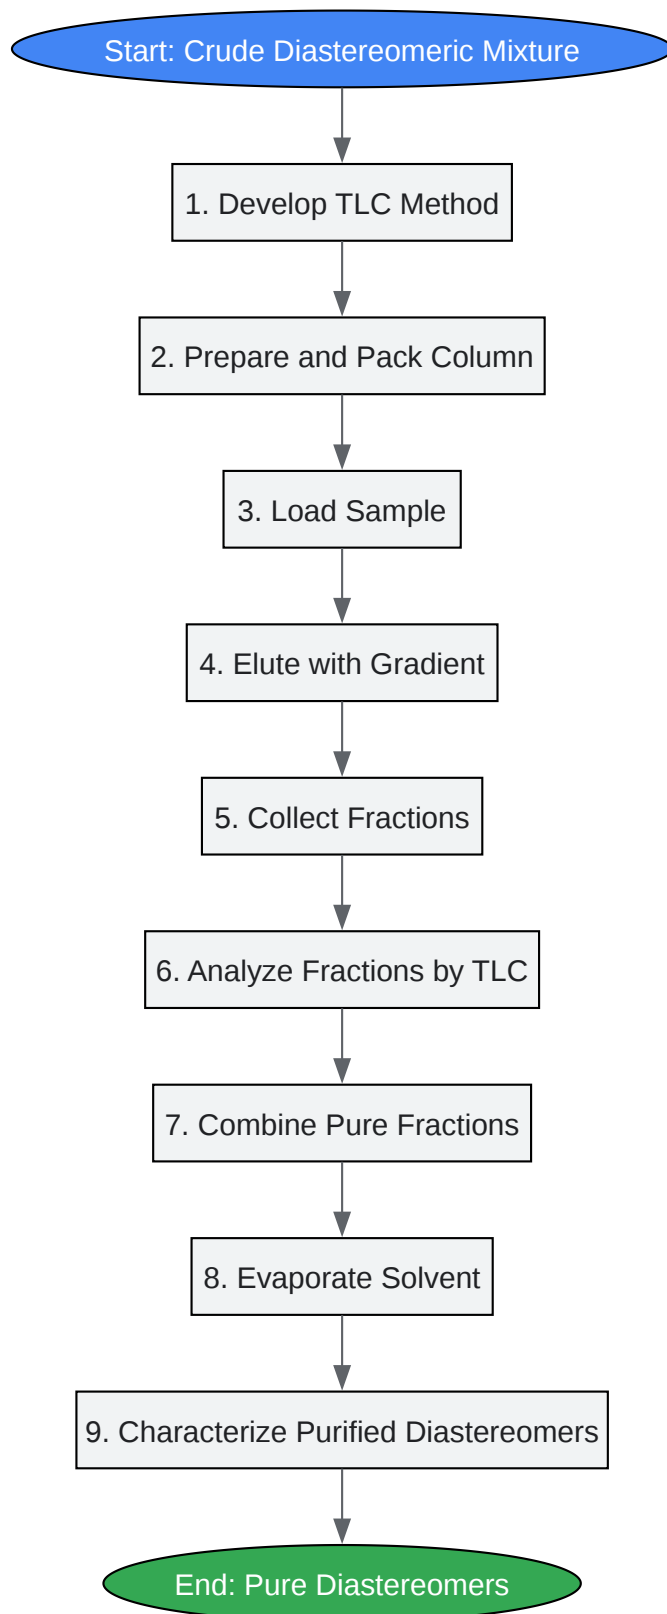 Start: Crude Diastereomeric Mixture
1. Develop TLC Method
2. Prepare and Pack Column
3. Load Sample
4. Elute with Gradient
5. Collect Fractions
6. Analyze Fractions by TLC
7. Combine Pure Fractions
8. Evaporate Solvent
9. Characterize Purified Diastereomers
End: Pure Diastereomers